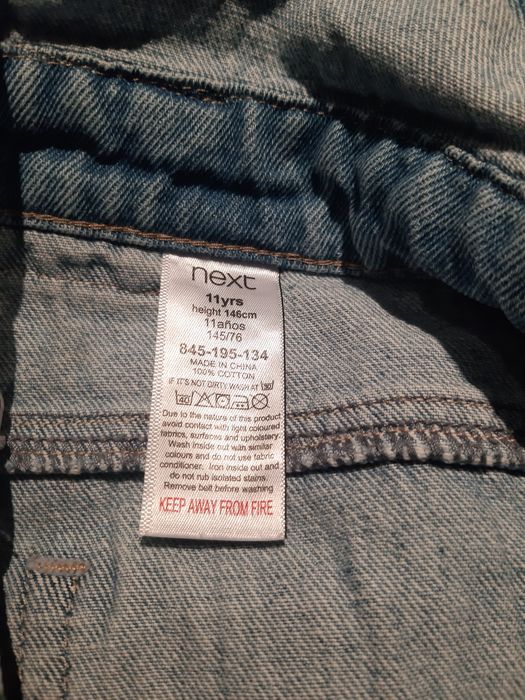 next
11yrs
height 146cm
11años
145/76
845-195-134
MADE IN CHINA
100% COTTON
IF IT'S NOT DIRTY WASH AT 30
40
Due to the nature of this product
avoid contact with light coloured
fabrics, surfaces and upholstery.
Wash inside out with similar
colours and do not use fabric
conditioner. Iron inside out and
do not rub isolated stains.
Remove belt before washing
KEEP AWAY FROM FIRE